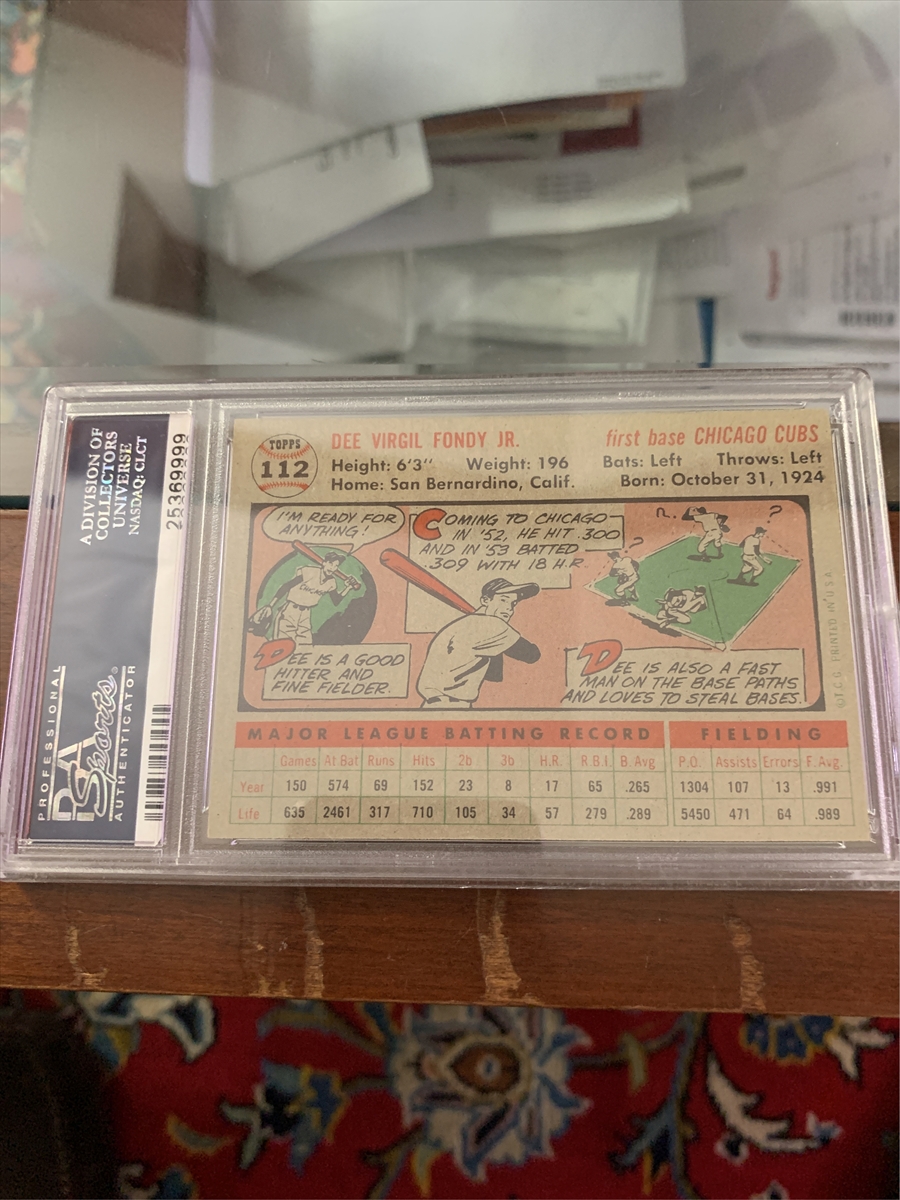 A DIVISION OF
COLLECTORS
UNIVERSE
NASDAQ: CLCT
25369999
PROFESSIONAL
PSA Sports®
AUTHENTICATOR
TOPPS
112
DEE VIRGIL FONDY JR.
first base CHICAGO CUBS
Height: 6'3" Weight: 196 Bats: Left Throws: Left
Home: San Bernardino, Calif. Born: October 31, 1924
I'M READY FOR
ANYTHING!
COMING TO CHICAGO
IN '52, HE HIT .300
AND IN '53 BATTED
.309 WITH 18 H.R.
?
?
DEE IS A GOOD
HITTER AND
FINE FIELDER.
DEE IS ALSO A FAST
MAN ON THE BASE PATHS
AND LOVES TO STEAL BASES.
©T.C.G. PRINTED IN U.S.A.
MAJOR LEAGUE BATTING RECORD FIELDING
Games At Bat Runs Hits 2b 3b H.R. R.B.I. B. Avg P.O. Assists Errors F. Avg.
Year 150 574 69 152 23 8 17 65 .265 1304 107 13 .991
Life 635 2461 317 710 105 34 57 279 .289 5450 471 64 .989